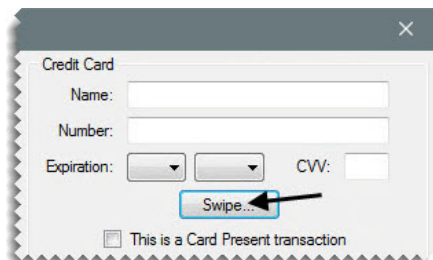 Credit Card
Name:
Number:
Expiration: CVV:
Swipe...
This is a Card Present transaction